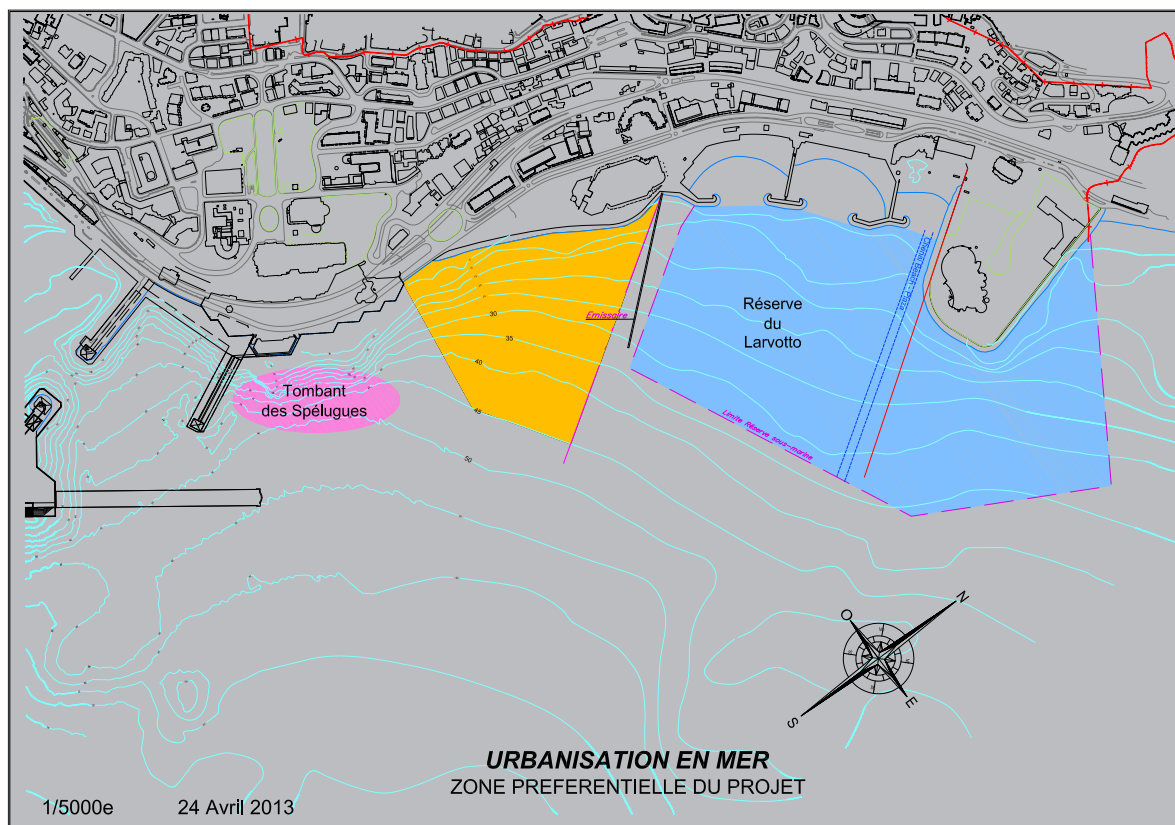 30
35
40
45
50
Emissaire
Réserve
du
Larvotto
Tombant
des Spélugues
Limite Réserve sous-marine
O
N
S
E
URBANISATION EN MER
ZONE PREFERENTIELLE DU PROJET
1/5000e
24 Avril 2013